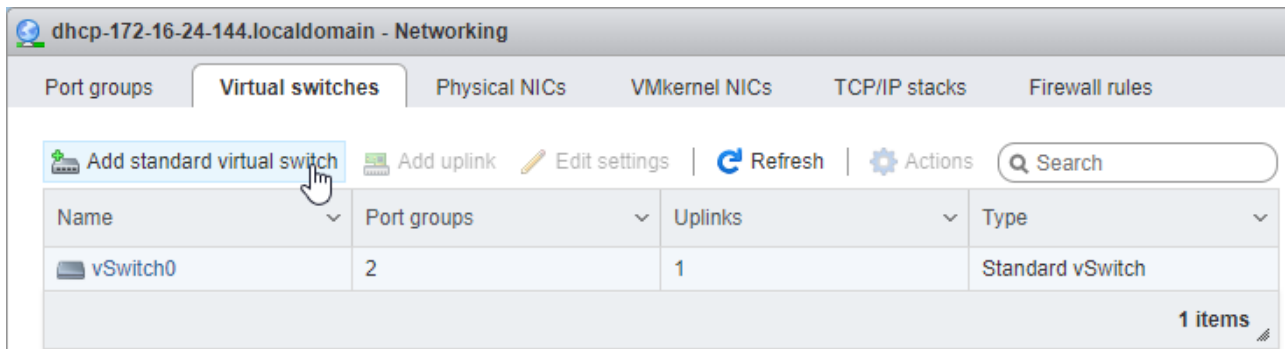 dhcp-172-16-24-144.localdomain - Networking
Port groups Virtual switches Physical NICs VMkernel NICs TCP/IP stacks Firewall rules
Add standard virtual switch Add uplink Edit settings Refresh Actions Search
Name Port groups Uplinks Type
vSwitch0 2 1 Standard vSwitch
1 items